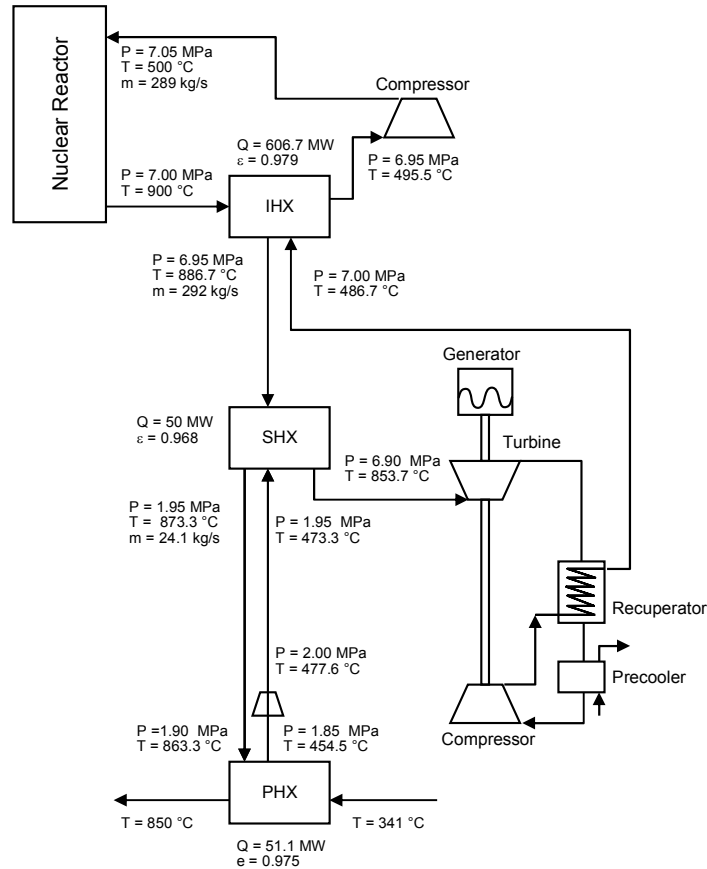 Nuclear Reactor
P = 7.05 MPa
T = 500 °C
m = 289 kg/s
Compressor
Q = 606.7 MW
ε = 0.979
P = 6.95 MPa
T = 495.5 °C
P = 7.00 MPa
T = 900 °C
IHX
P = 6.95 MPa
T = 886.7 °C
m = 292 kg/s
P = 7.00 MPa
T = 486.7 °C
Generator
Q = 50 MW
ε = 0.968
SHX
Turbine
P = 6.90 MPa
T = 853.7 °C
P = 1.95 MPa
T = 873.3 °C
m = 24.1 kg/s
P = 1.95 MPa
T = 473.3 °C
Recuperator
P = 2.00 MPa
T = 477.6 °C
Precooler
P =1.90 MPa
T = 863.3 °C
P = 1.85 MPa
T = 454.5 °C
Compressor
PHX
T = 850 °C
T = 341 °C
Q = 51.1 MW
e = 0.975